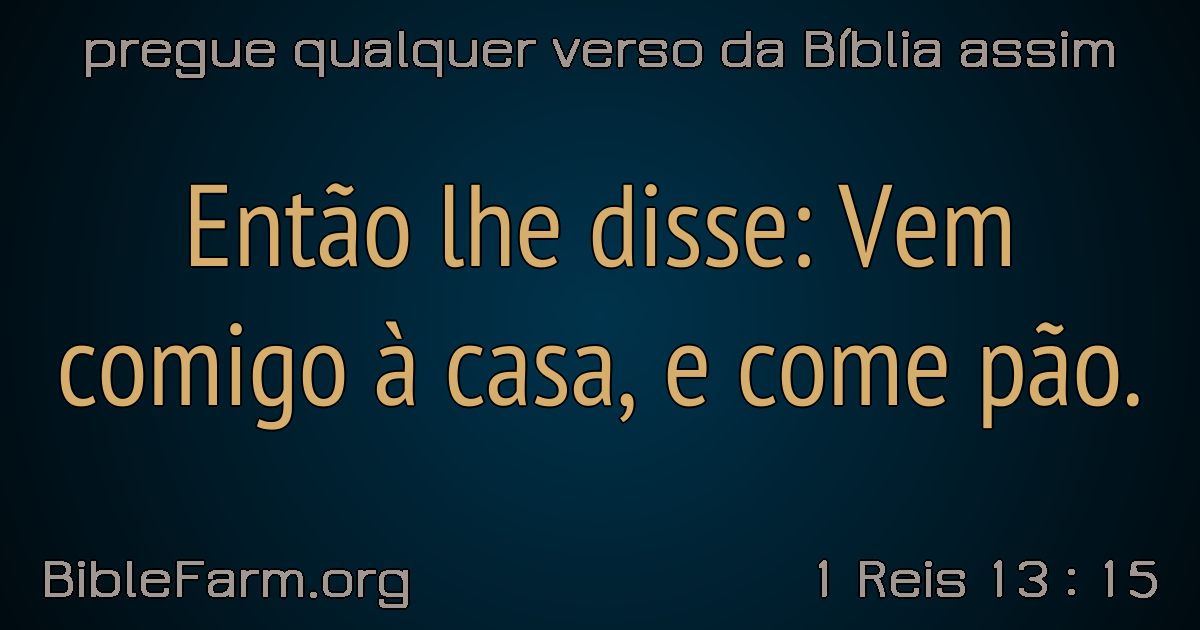 pregue qualquer verso da Bíblia assim
Então lhe disse: Vem
comigo à casa, e come pão.
BibleFarm.org
1 Reis 13 : 15